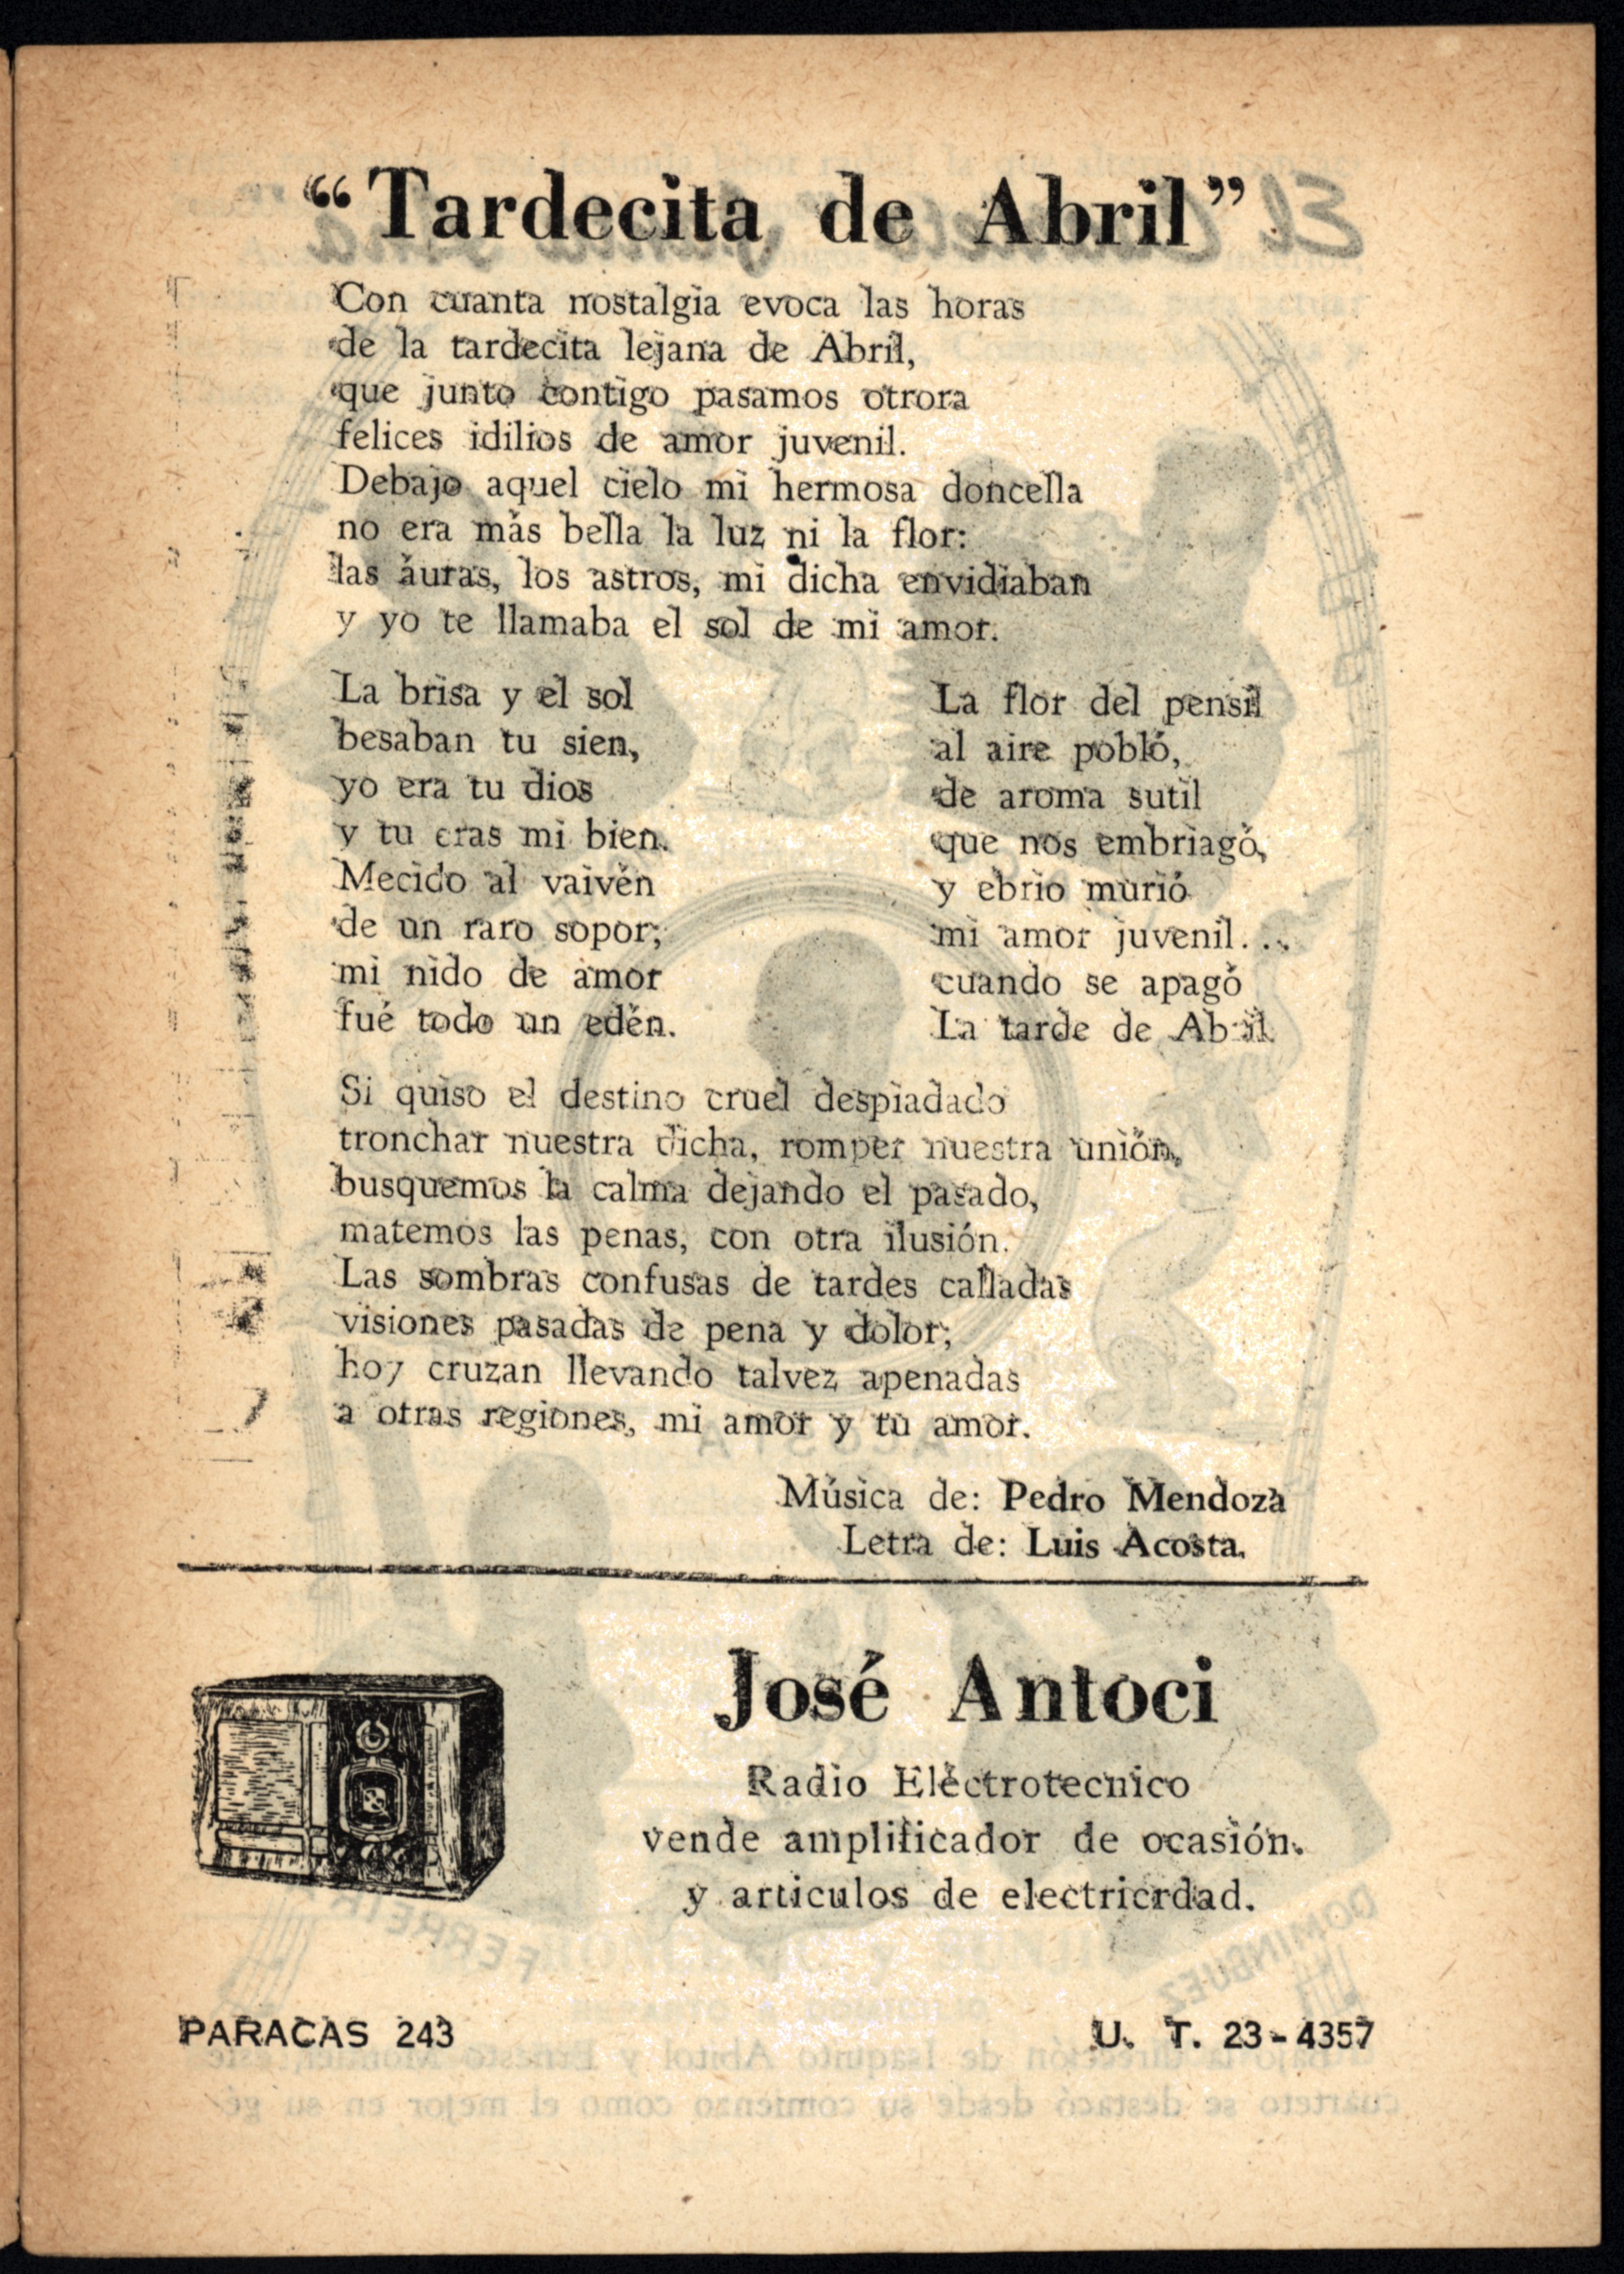 “Tardecita de Abril”
Con cuanta nostalgia evoca las horas
de la tardecita lejana de Abril,
que junto contigo pasamos otrora
felices idilios de amor juvenil.
Debajo aquel cielo mi hermosa doncella
no era más bella la luz ni la flor:
las auras, los astros, mi dicha envidiaban
y yo te llamaba el sol de mi amor.
La brisa y el sol
besaban tu sien,
yo era tu dios
y tu eras mi bien.
Mecido al vaivén
de un raro sopor;
mi nido de amor
fué todo un edén.
La flor del pensil
al aire pobló,
de aroma sutil
que nos embriagó,
y ebrio murió
mi amor juvenil...
cuando se apagó
La tarde de Abril
Si quiso el destino cruel despiadado
tronchar nuestra dicha, romper nuestra unión,
busquemos la calma dejando el pasado,
matemos las penas, con otra ilusión.
Las sombras confusas de tardes calladas
visiones pasadas de pena y dolor;
hoy cruzan llevando talvez apenadas
a otras regiones, mi amor y tu amor.
Música de: Pedro Mendoza
Letra de: Luis Acosta.
José Antoci
Radio Eléctrotecnico
vende amplificador de ocasión.
y articulos de electricrdad.
PARACAS 243
U. T. 23-4357